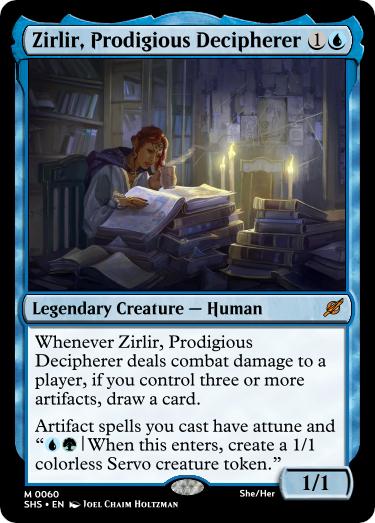 Zirlir, Prodigious Decipherer 1
Legendary Creature — Human
Whenever Zirlir, Prodigious
Decipherer deals combat damage to a
player, if you control three or more
artifacts, draw a card.
Artifact spells you cast have attune and
“ | When this enters, create a 1/1
colorless Servo creature token.”
1/1
M 0060
SHS • EN Joel Chaim Holtzman
She/Her